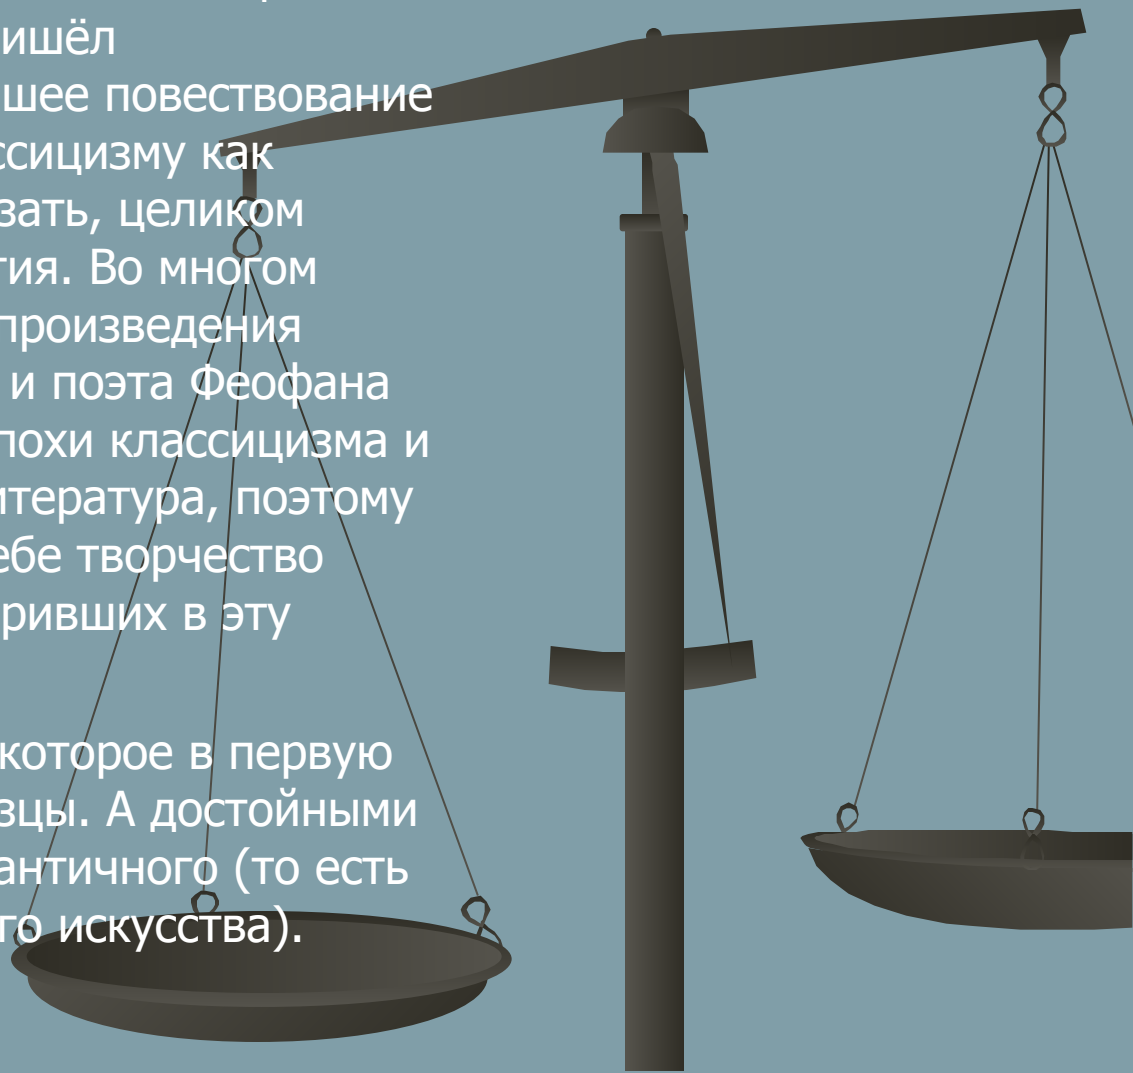 ишёл
шее повествование
ссицизму как
зать, целиком
тия. Во многом
произведения
и поэта Феофана
похи классицизма и
итература, поэтому
ебе творчество
ривших в эту
которое в первую
зцы. А достойными
античного (то есть
го искусства).